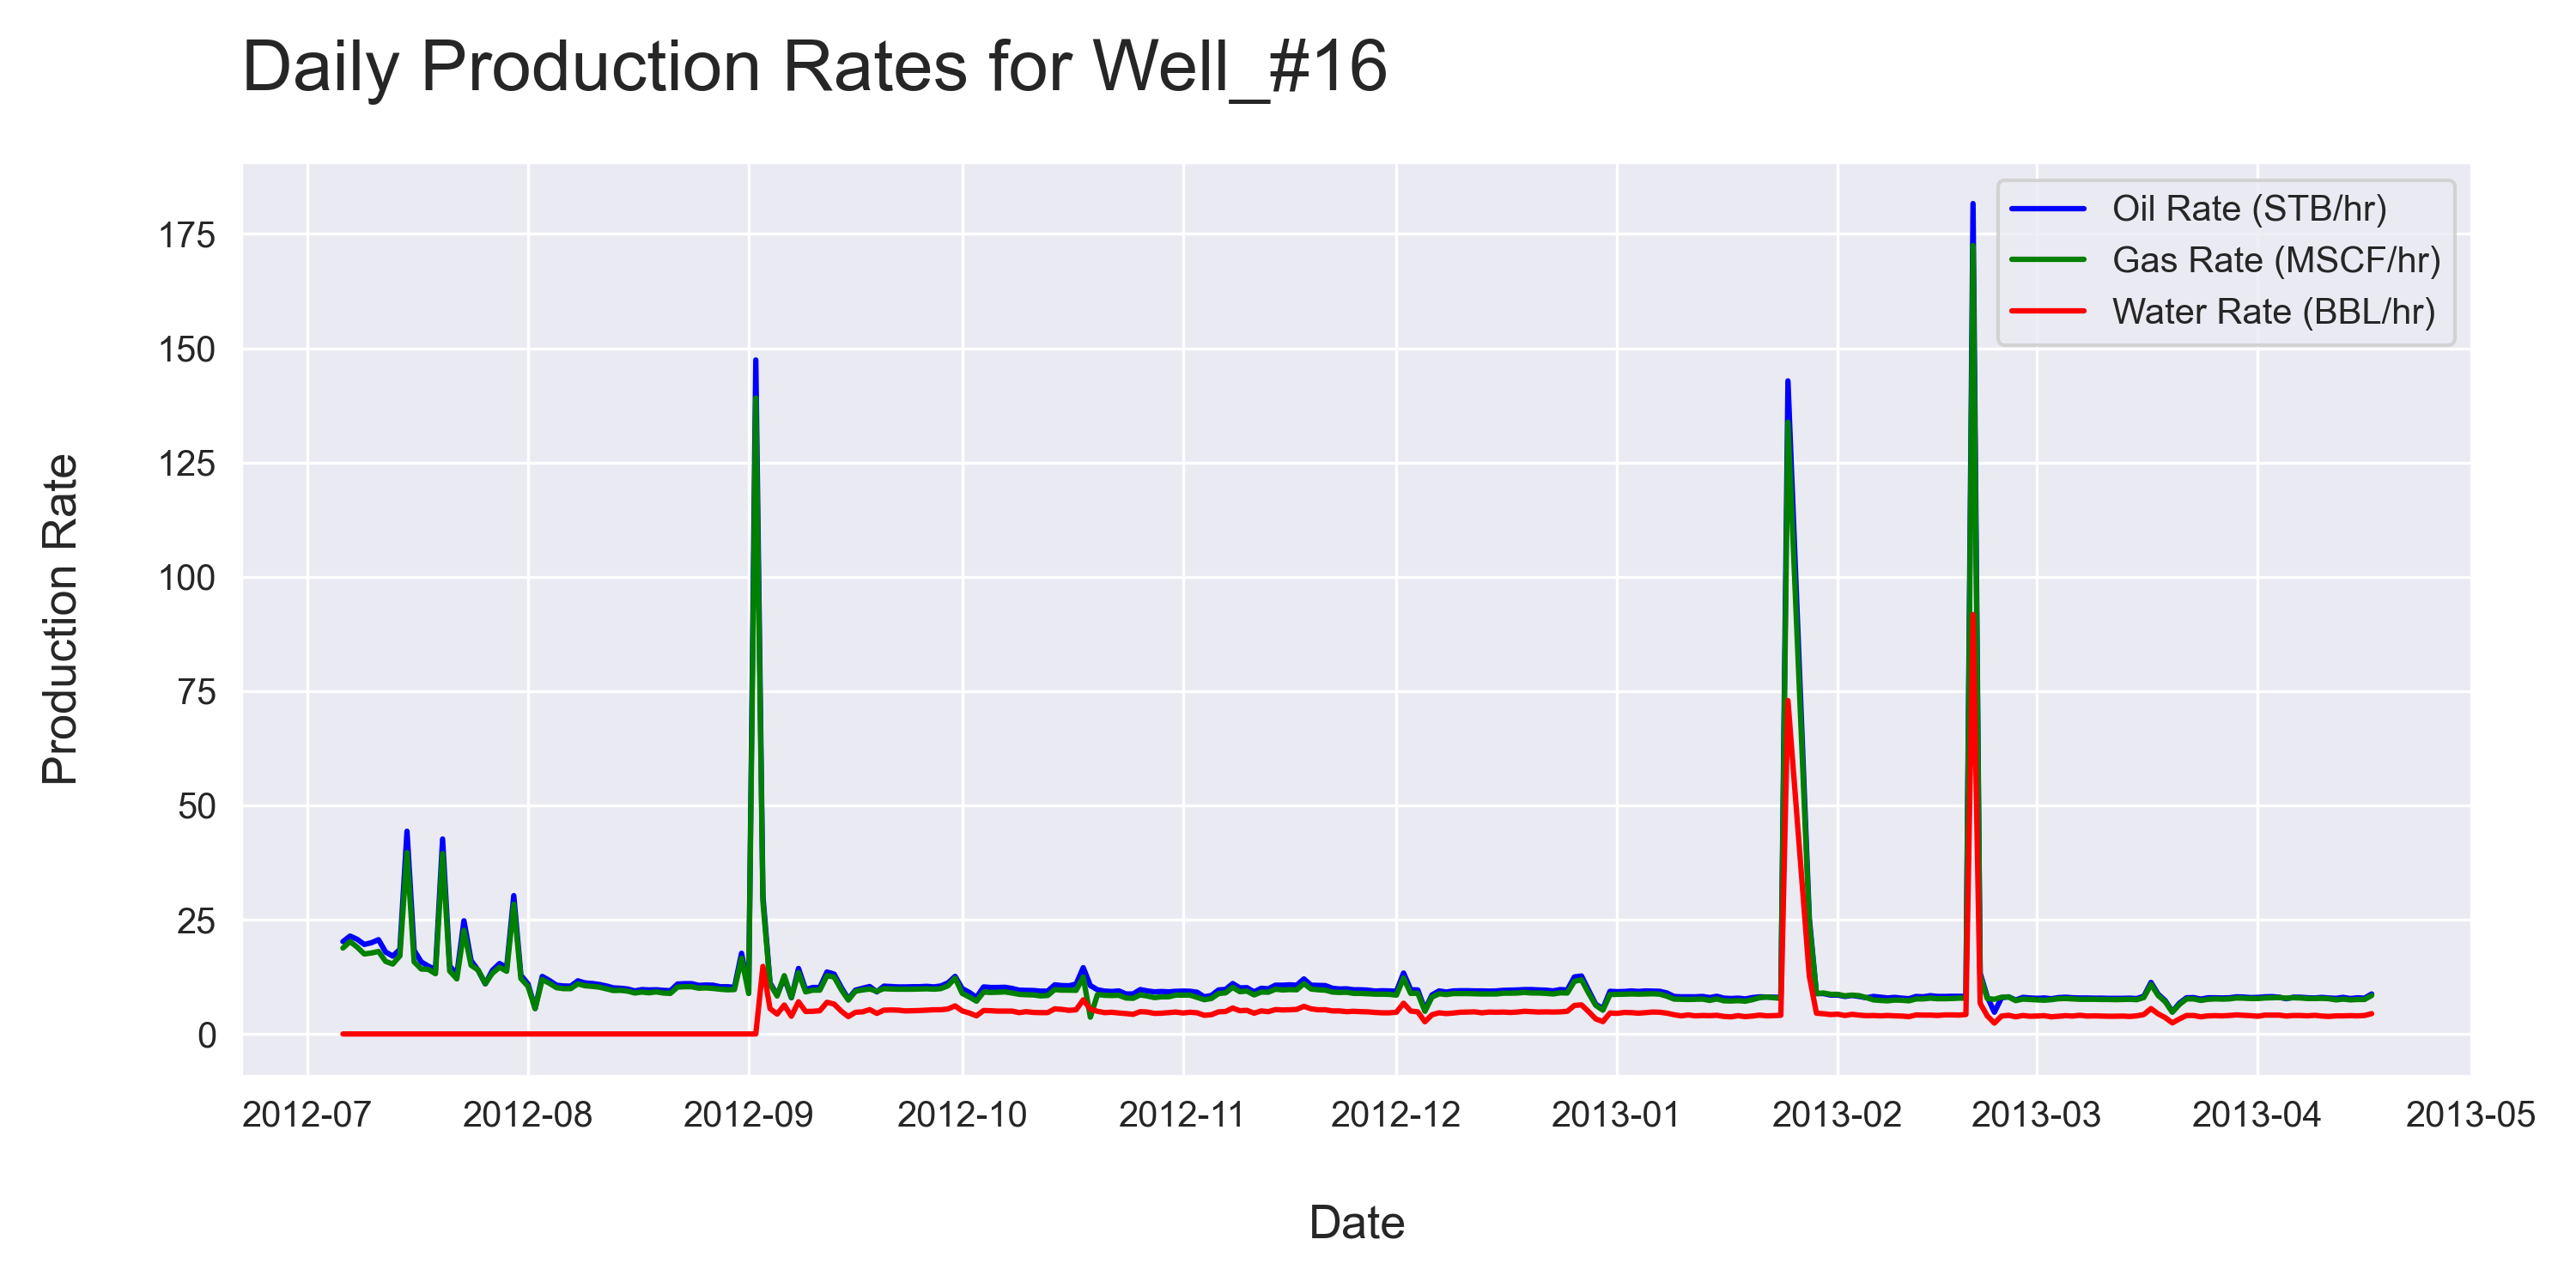 Daily Production Rates for Well_#16
Oil Rate (STB/hr)
Gas Rate (MSCF/hr)
Water Rate (BBL/hr)
Production Rate
175
150
125
100
75
50
25
0
2012-07 2012-08 2012-09 2012-10 2012-11 2012-12 2013-01 2013-02 2013-03 2013-04 2013-05
Date